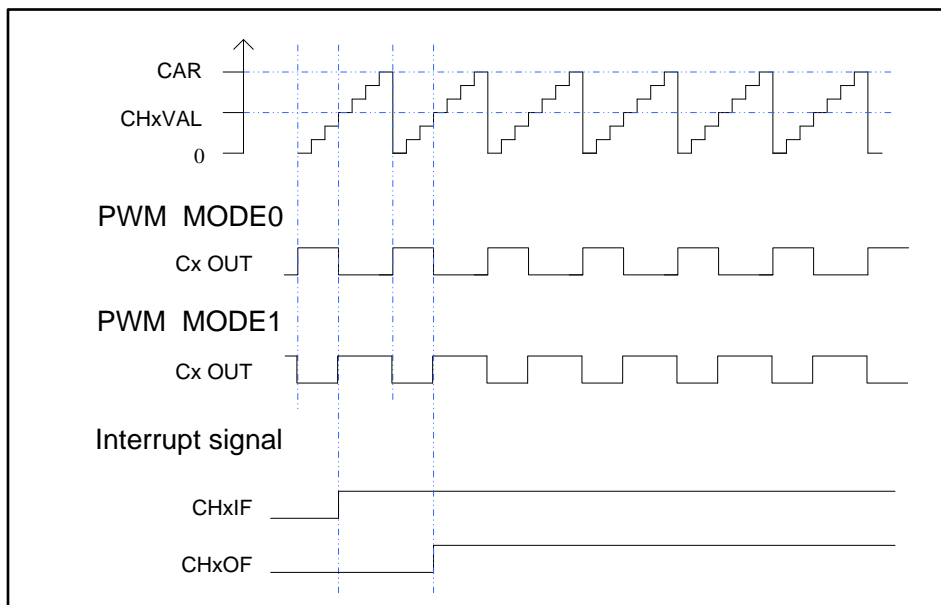 CAR
CHxVAL
0
PWM MODE0
Cx OUT
PWM MODE1
Cx OUT
Interrupt signal
CHxIF
CHxOF